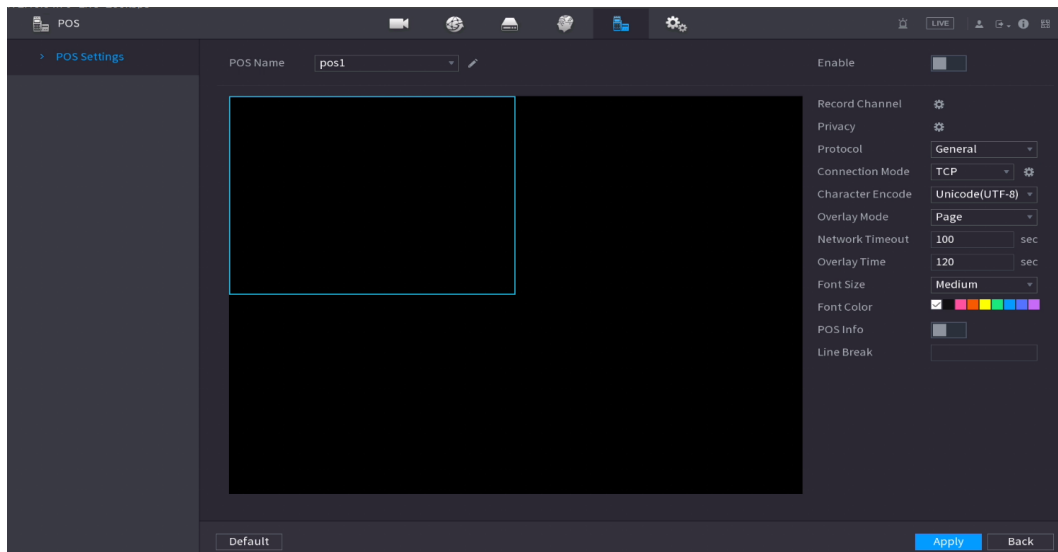 POS
LIVE
POS Settings
POS Name pos1 Enable
Record Channel
Privacy
Protocol General
Connection Mode TCP
Character Encode Unicode(UTF-8)
Overlay Mode Page
Network Timeout 100 sec
Overlay Time 120 sec
Font Size Medium
Font Color
POS Info
Line Break
Default Apply Back